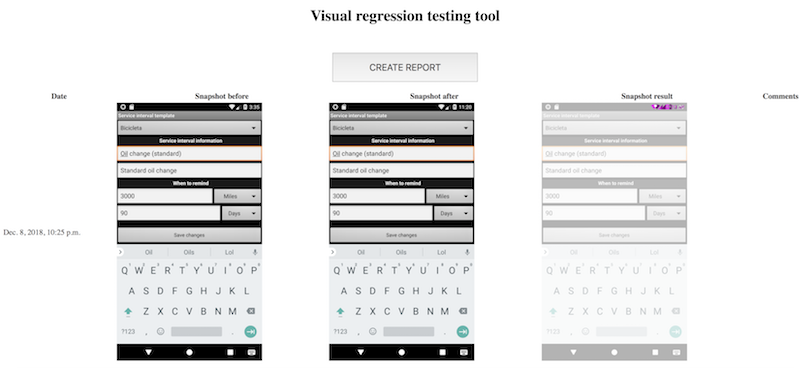 Visual regression testing tool
CREATE REPORT
Date Snapshot before Snapshot after Snapshot result Comments
Dec. 8, 2018, 10:25 p.m.
3:35
Service interval template
Bicicleta
Service interval information
Oil change (standard)
Standard oil change
When to remind
3000 Miles
90 Days
Save changes
Oil Oils Lol
Q W E R T Y U I O P
A S D F G H J K L
Z X C V B N M
?123 , .
11:20
Service interval template
Bicicleta
Service interval information
Oil change (standard)
Standard oil change
When to remind
3000 Miles
90 Days
Save changes
Oil Oils Lol
Q W E R T Y U I O P
A S D F G H J K L
Z X C V B N M
?123 , .
Service interval template
Bicicleta
Service interval information
Oil change (standard)
Standard oil change
When to remind
3000 Miles
90 Days
Save changes
Oil Oils Lol
Q W E R T Y U I O P
A S D F G H J K L
Z X C V B N M
?123 , .